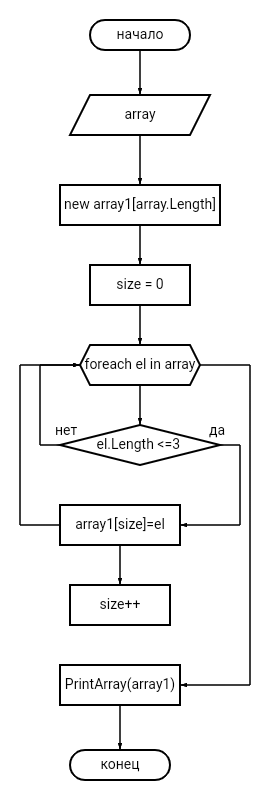 начало
array
new array1[array.Length]
size = 0
foreach el in array
нет
да
el.Length <=3
array1[size]=el
size++
PrintArray(array1)
конец